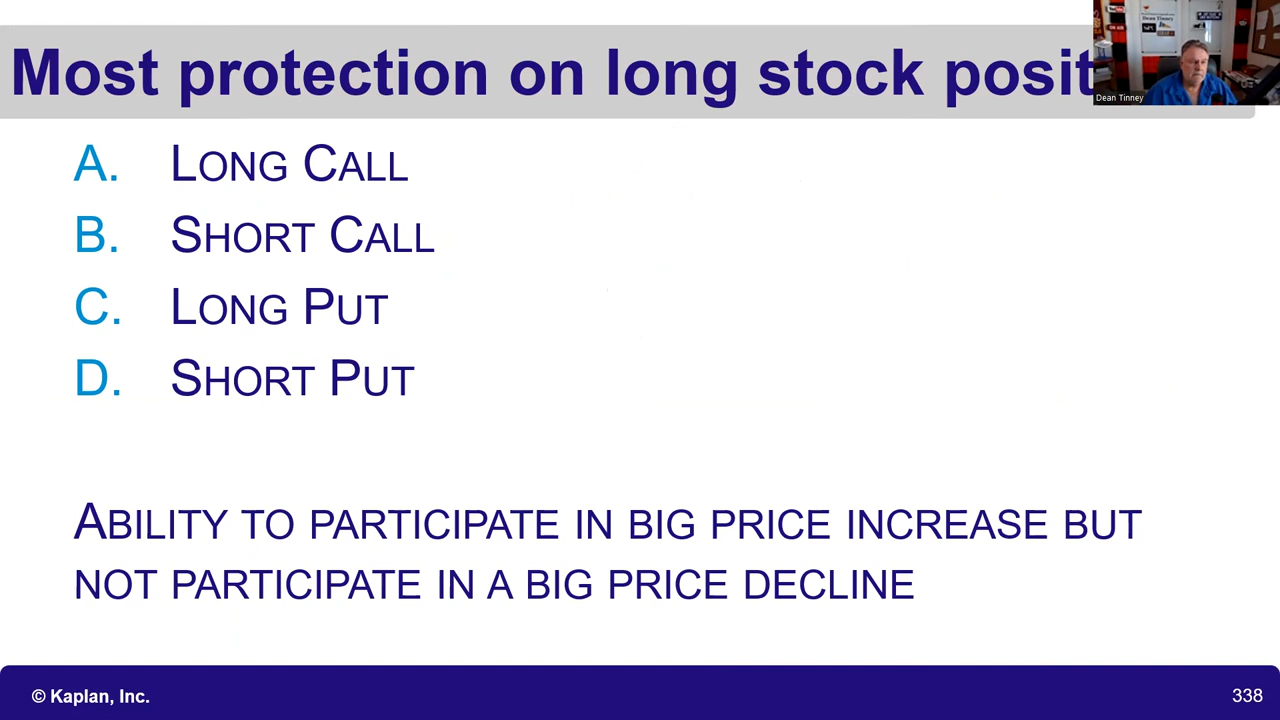 Most protection on long stock posit
Dean Tinney
A. LONG CALL
B. SHORT CALL
C. LONG PUT
D. SHORT PUT
ABILITY TO PARTICIPATE IN BIG PRICE INCREASE BUT
NOT PARTICIPATE IN A BIG PRICE DECLINE
© Kaplan, Inc.
338